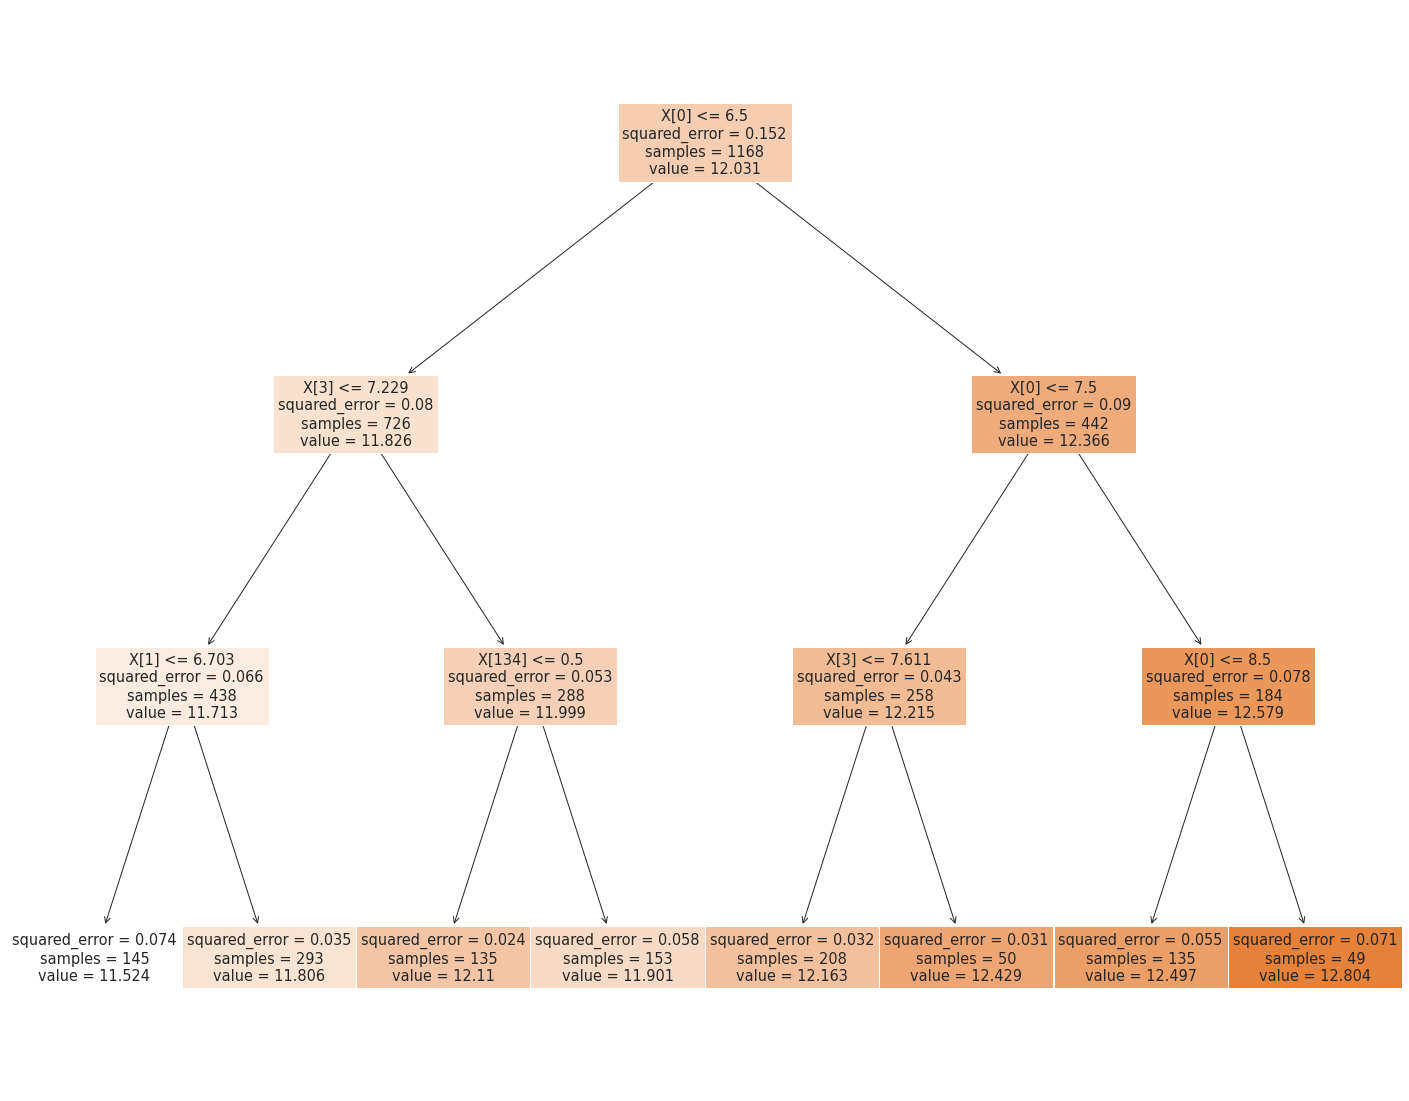 X[0] <= 6.5
squared_error = 0.152
samples = 1168
value = 12.031
X[3] <= 7.229
squared_error = 0.08
samples = 726
value = 11.826
X[0] <= 7.5
squared_error = 0.09
samples = 442
value = 12.366
X[1] <= 6.703
squared_error = 0.066
samples = 438
value = 11.713
X[134] <= 0.5
squared_error = 0.053
samples = 288
value = 11.999
X[3] <= 7.611
squared_error = 0.043
samples = 258
value = 12.215
X[0] <= 8.5
squared_error = 0.078
samples = 184
value = 12.579
squared_error = 0.074
samples = 145
value = 11.524
squared_error = 0.035
samples = 293
value = 11.806
squared_error = 0.024
samples = 135
value = 12.11
squared_error = 0.058
samples = 153
value = 11.901
squared_error = 0.032
samples = 208
value = 12.163
squared_error = 0.031
samples = 50
value = 12.429
squared_error = 0.055
samples = 135
value = 12.497
squared_error = 0.071
samples = 49
value = 12.804